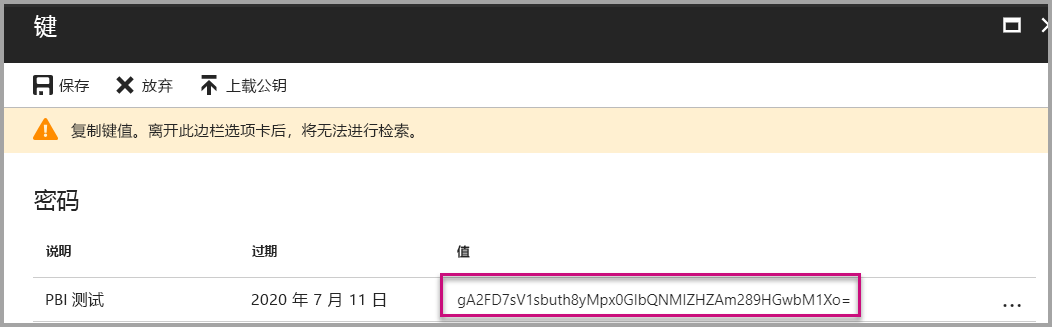 键
保存 放弃 上载公钥
复制键值。离开此边栏选项卡后，将无法进行检索。
密码
说明 过期 值
PBI 测试 2020 年 7 月 11 日 gA2FD7sV1sbuth8yMpx0GlbQNMlZHZAm289HGwbM1Xo=